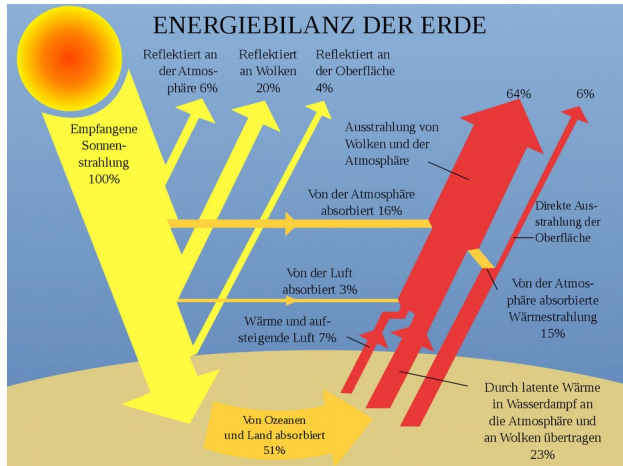 ENERGIEBILANZ DER ERDE
Reflektiert an
der Atmos-
phäre 6%
Reflektiert
an Wolken
20%
Reflektiert an
der Oberfläche
4%
64%
6%
Empfangene
Sonnen-
strahlung
100%
Ausstrahlung von
Wolken und der
Atmosphäre
Von der Atmosphäre
absorbiert 16%
Direkte Aus-
strahlung der
Oberfläche
Von der Luft
absorbiert 3%
Von der Atmos-
phäre absorbierte
Wärmestrahlung
15%
Wärme und auf-
steigende Luft 7%
Durch latente Wärme
in Wasserdampf an
die Atmosphäre und
an Wolken übertragen
23%
Von Ozeanen
und Land absorbiert
51%